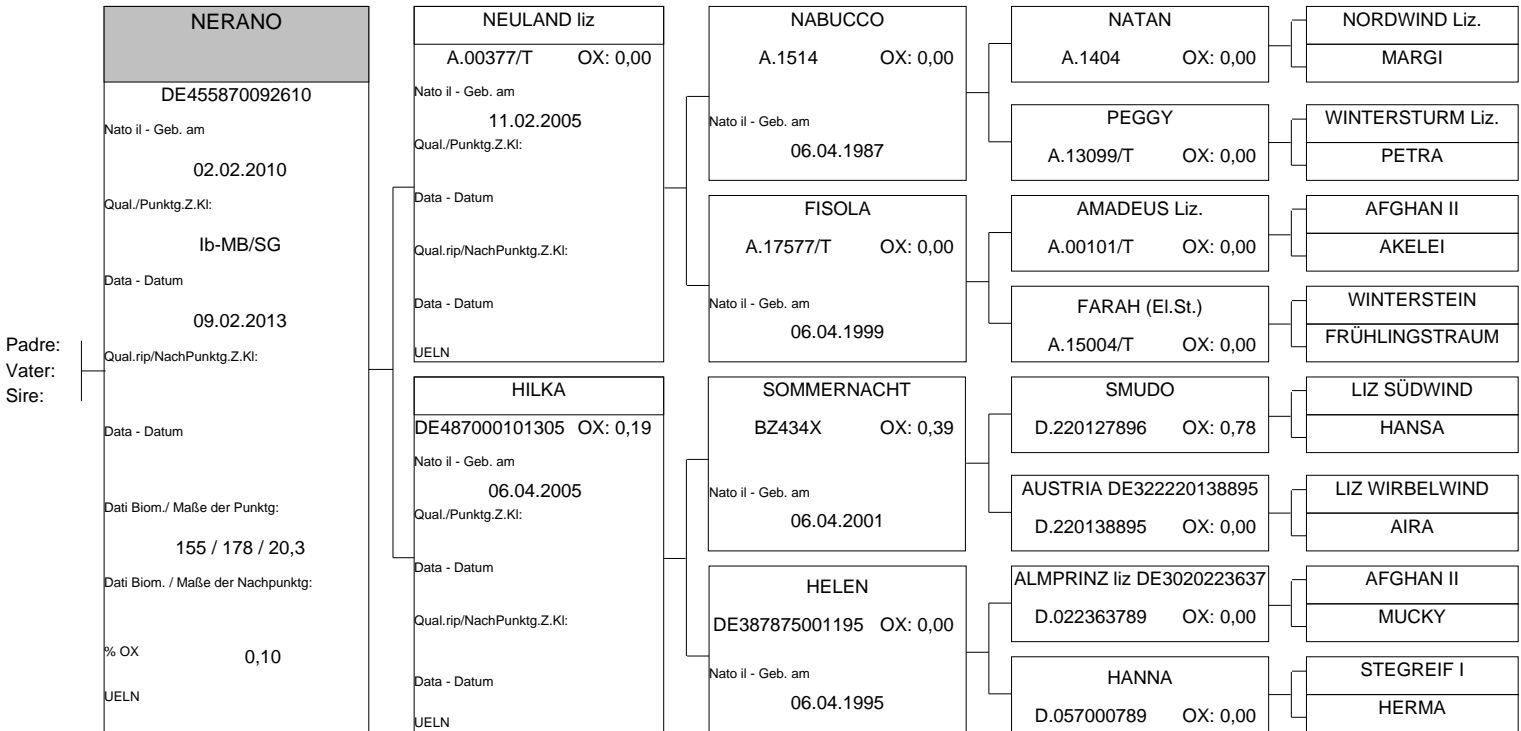 Padre:
Vater:
Sire:
NERANO
DE455870092610
Nato il - Geb. am
02.02.2010
Qual./Punktg.Z.Kl:
Ib-MB/SG
Data - Datum
09.02.2013
Qual.rip/NachPunktg.Z.Kl:
Data - Datum
Dati Biom./ Maße der Punktg:
155 / 178 / 20,3
Dati Biom. / Maße der Nachpunktg:
% OX 0,10
UELN
NEULAND liz
A.00377/T OX: 0,00
Nato il - Geb. am
11.02.2005
Qual./Punktg.Z.Kl:
Data - Datum
Qual.rip/NachPunktg.Z.Kl:
Data - Datum
UELN
HILKA
DE487000101305 OX: 0,19
Nato il - Geb. am
06.04.2005
Qual./Punktg.Z.Kl:
Data - Datum
Qual.rip/NachPunktg.Z.Kl:
Data - Datum
UELN
NABUCCO
A.1514 OX: 0,00
Nato il - Geb. am
06.04.1987
FISOLA
A.17577/T OX: 0,00
Nato il - Geb. am
06.04.1999
SOMMERNACHT
BZ434X OX: 0,39
Nato il - Geb. am
06.04.2001
HELEN
DE387875001195 OX: 0,00
Nato il - Geb. am
06.04.1995
NATAN
A.1404 OX: 0,00
PEGGY
A.13099/T OX: 0,00
AMADEUS Liz.
A.00101/T OX: 0,00
FARAH (El.St.)
A.15004/T OX: 0,00
SMUDO
D.220127896 OX: 0,78
AUSTRIA DE322220138895
D.220138895 OX: 0,00
ALMPRINZ liz DE3020223637
D.022363789 OX: 0,00
HANNA
D.057000789 OX: 0,00
NORDWIND Liz.
MARGI
WINTERSTURM Liz.
PETRA
AFGHAN II
AKELEI
WINTERSTEIN
FRÜHLINGSTRAUM
LIZ SÜDWIND
HANSA
LIZ WIRBELWIND
AIRA
AFGHAN II
MUCKY
STEGREIF I
HERMA